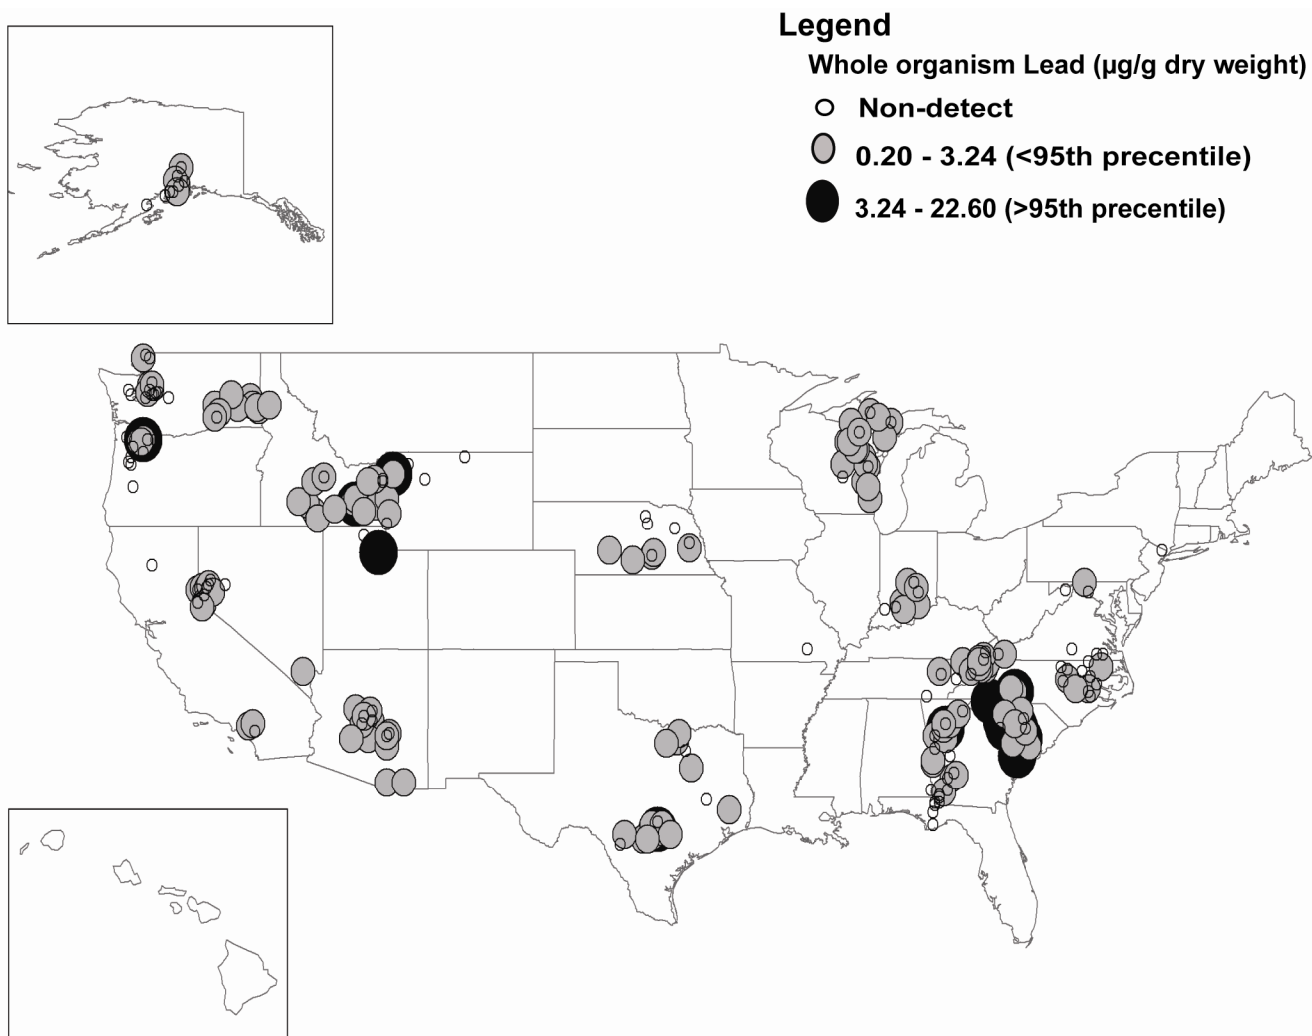 Legend
Whole organism Lead (µg/g dry weight)
Non-detect
0.20 - 3.24 (<95th precentile)
3.24 - 22.60 (>95th precentile)